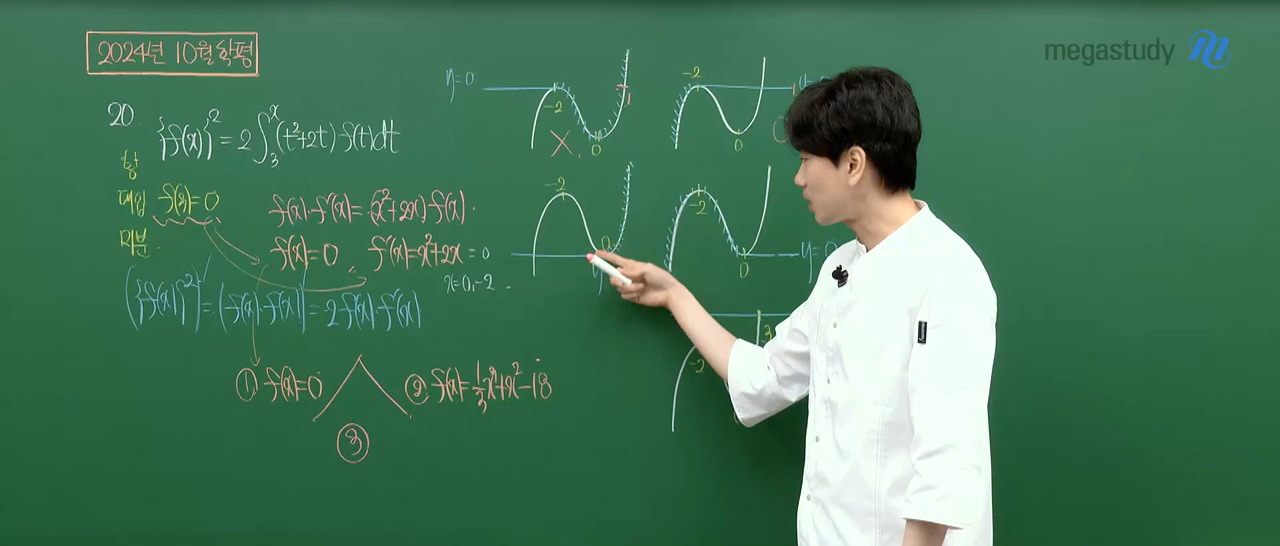 2024년 10월 학평
megastudy
20
{f(x)}² = 2∫₃ˣ(t²+2t) f(t)dt
항
대입 f(3)=0
미분.
f(x)·f'(x)=(x²+2x)f(x).
f(x)=0 f'(x)=x²+2x=0
x=0,-2.
({f(x)}²)'=(f(x)·f(x))'=2f(x)·f'(x)
① f(x)=0
② f(x)=⅓x³+x²-18
③
y=0
-2
0
1
X.
-2
0
-2
0
-2
0
y=0
3
-2